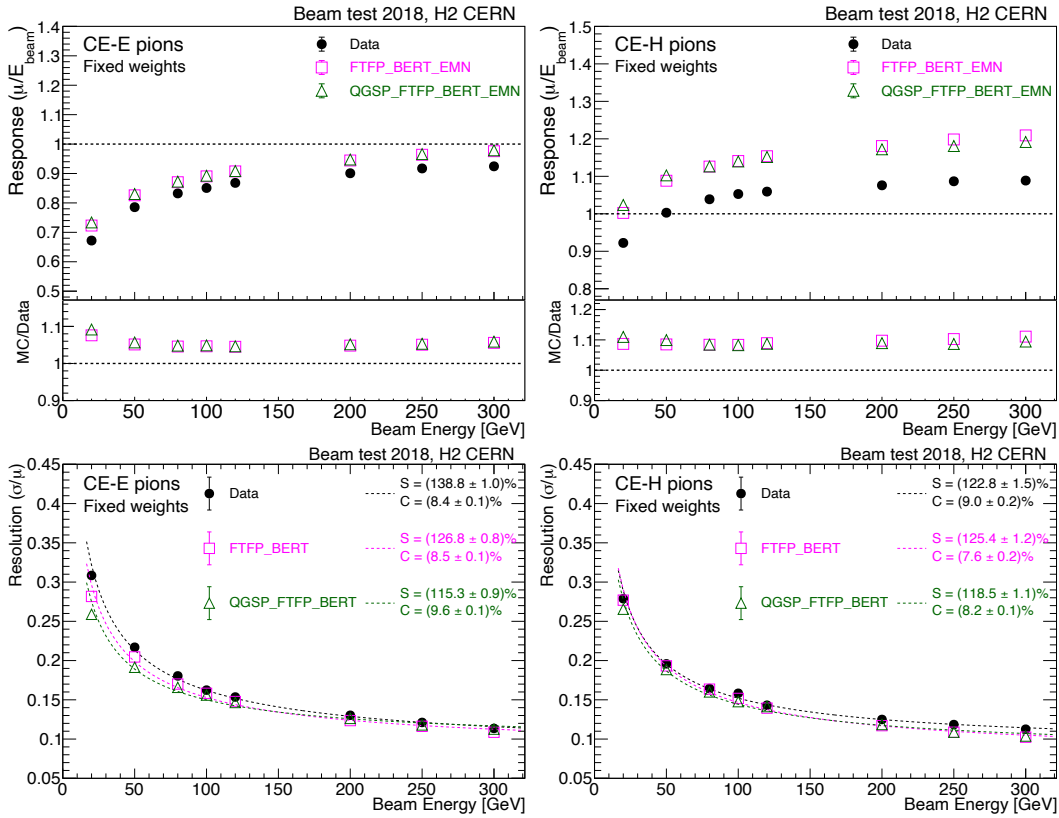 Beam test 2018, H2 CERN
CE-E pions
Fixed weights
Data
FTFP_BERT_EMN
QGSP_FTFP_BERT_EMN
Response (μ/E_beam)
1.4
1.3
1.2
1.1
1
0.9
0.8
0.7
0.6
0.5
MC/Data
1.1
1
0.9
0 50 100 150 200 250 300
Beam Energy [GeV]
Beam test 2018, H2 CERN
CE-H pions
Fixed weights
Data
FTFP_BERT_EMN
QGSP_FTFP_BERT_EMN
Response (μ/E_beam)
1.5
1.4
1.3
1.2
1.1
1
0.9
0.8
MC/Data
1.2
1.1
1
0.9
0 50 100 150 200 250 300
Beam Energy [GeV]
Beam test 2018, H2 CERN
CE-E pions
Fixed weights
Data
S = (138.8 ± 1.0)%
C = (8.4 ± 0.1)%
FTFP_BERT
S = (126.8 ± 0.8)%
C = (8.5 ± 0.1)%
QGSP_FTFP_BERT
S = (115.3 ± 0.9)%
C = (9.6 ± 0.1)%
Resolution (σ/μ)
0.45
0.4
0.35
0.3
0.25
0.2
0.15
0.1
0.05
0 50 100 150 200 250 300
Beam Energy [GeV]
Beam test 2018, H2 CERN
CE-H pions
Fixed weights
Data
S = (122.8 ± 1.5)%
C = (9.0 ± 0.2)%
FTFP_BERT
S = (125.4 ± 1.2)%
C = (7.6 ± 0.2)%
QGSP_FTFP_BERT
S = (118.5 ± 1.1)%
C = (8.2 ± 0.1)%
Resolution (σ/μ)
0.45
0.4
0.35
0.3
0.25
0.2
0.15
0.1
0.05
0 50 100 150 200 250 300
Beam Energy [GeV]